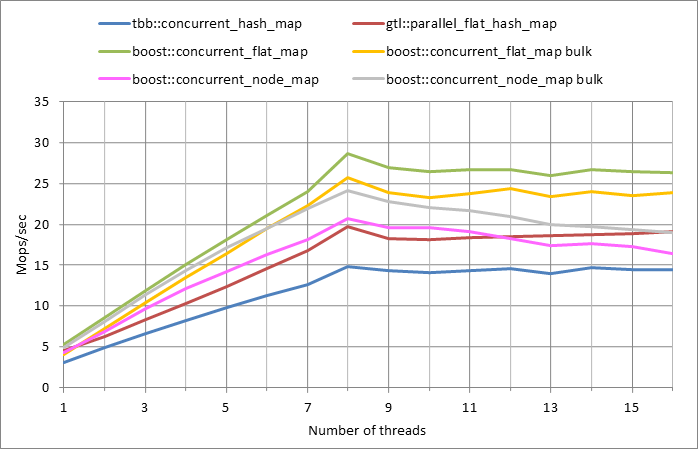 tbb::concurrent_hash_map gtl::parallel_flat_hash_map
boost::concurrent_flat_map boost::concurrent_flat_map bulk
boost::concurrent_node_map boost::concurrent_node_map bulk
35
30
25
20
15
10
5
0
Mops/sec
1 3 5 7 9 11 13 15
Number of threads